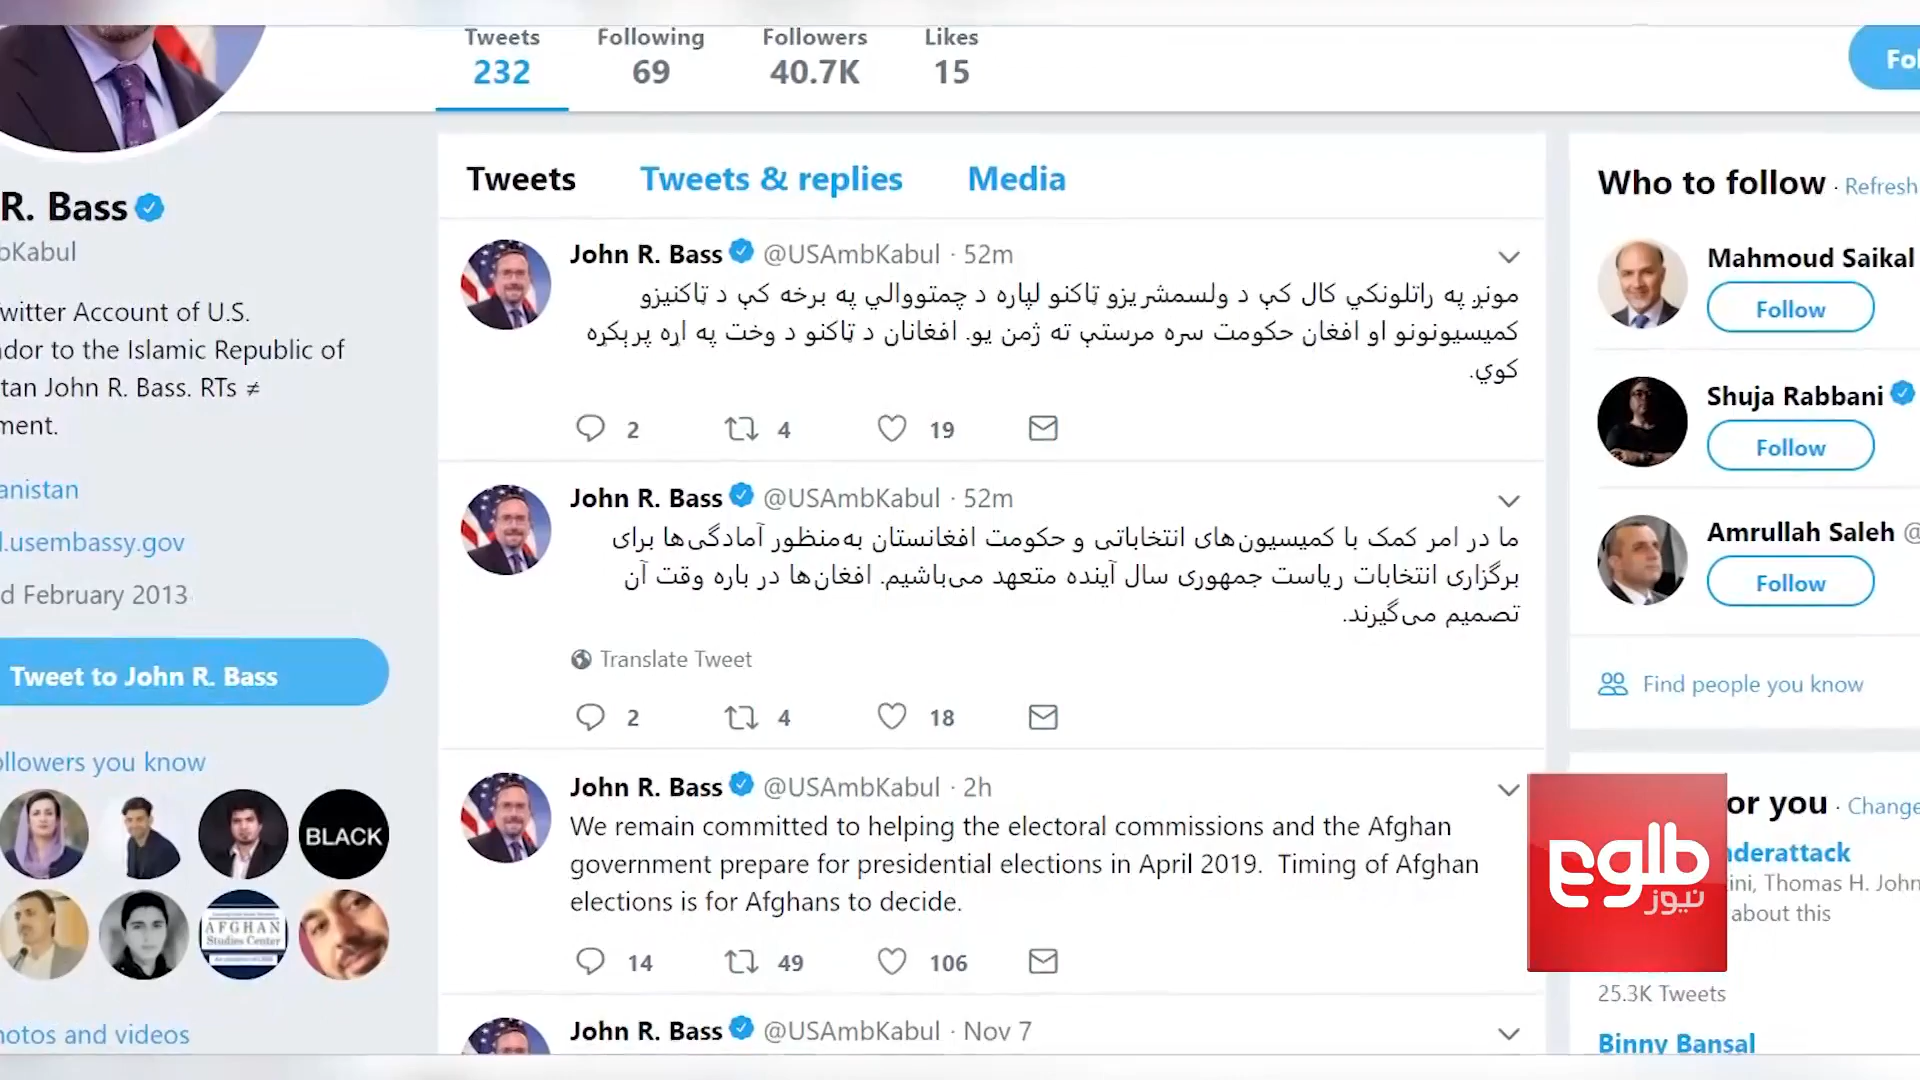 Tweets
232
Following
69
Followers
40.7K
Likes
15
R. Bass
bKabul
witter Account of U.S.
dor to the Islamic Republic of
tan John R. Bass. RTs ≠
ment.
anistan
l.usembassy.gov
d February 2013
Tweet to John R. Bass
ollowers you know
BLACK
AFGHAN
Studies Center
hotos and videos
Tweets
Tweets & replies
Media
John R. Bass @USAmbKabul · 52m
مونږ په راتلونکي کال کې د ولسمشریزو ټاکنو لپاره د چمتووالي په برخه کې د ټاکنیزو
کمیسیونونو او افغان حکومت سره مرستې ته ژمن یو. افغانان د ټاکنو د وخت په اړه پرېکړه
کوي.
2
4
19
John R. Bass @USAmbKabul · 52m
ما در امر کمک با کمیسیون‌های انتخاباتی و حکومت افغانستان به‌منظور آمادگی‌ها برای
برگزاری انتخابات ریاست جمهوری سال آینده متعهد می‌باشیم. افغان‌ها در باره وقت آن
تصمیم می‌گیرند.
Translate Tweet
2
4
18
John R. Bass @USAmbKabul · 2h
We remain committed to helping the electoral commissions and the Afghan
government prepare for presidential elections in April 2019. Timing of Afghan
elections is for Afghans to decide.
14
49
106
John R. Bass @USAmbKabul · Nov 7
Fol
Who to follow · Refresh
Mahmoud Saikal
Follow
Shuja Rabbani
Follow
Amrullah Saleh @
Follow
Find people you know
or you · Change
nderattack
ini, Thomas H. John
about this
25.3K Tweets
Binny Bansal
طلوع
نیوز